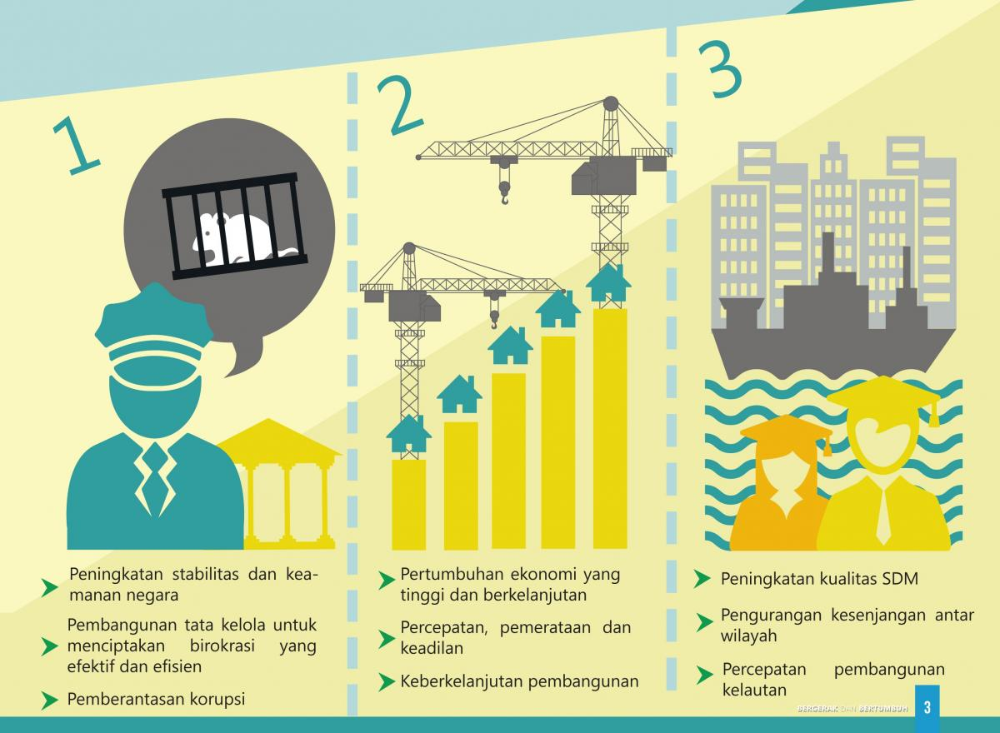 1
Peningkatan stabilitas dan kea-
manan negara
Pembangunan tata kelola untuk
menciptakan birokrasi yang
efektif dan efisien
Pemberantasan korupsi
2
Pertumbuhan ekonomi yang
tinggi dan berkelanjutan
Percepatan, pemerataan dan
keadilan
Keberkelanjutan pembangunan
3
Peningkatan kualitas SDM
Pengurangan kesenjangan antar
wilayah
Percepatan pembangunan
kelautan
BERGERAK DAN BERTUMBUH
3